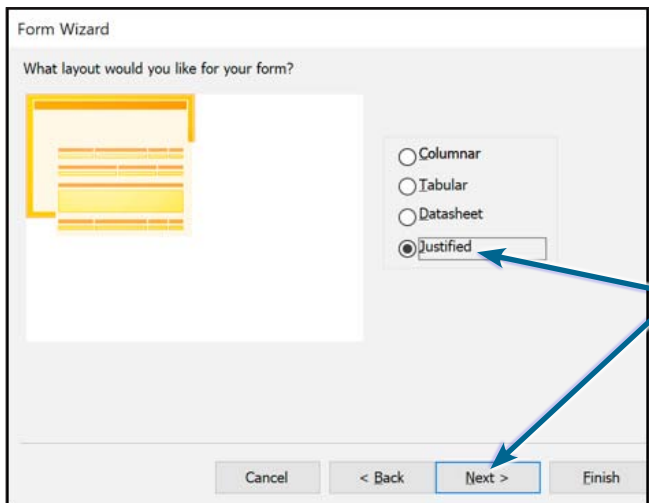 Form Wizard
What layout would you like for your form?
Columnar
Tabular
Datasheet
Justified
Cancel
< Back
Next >
Finish